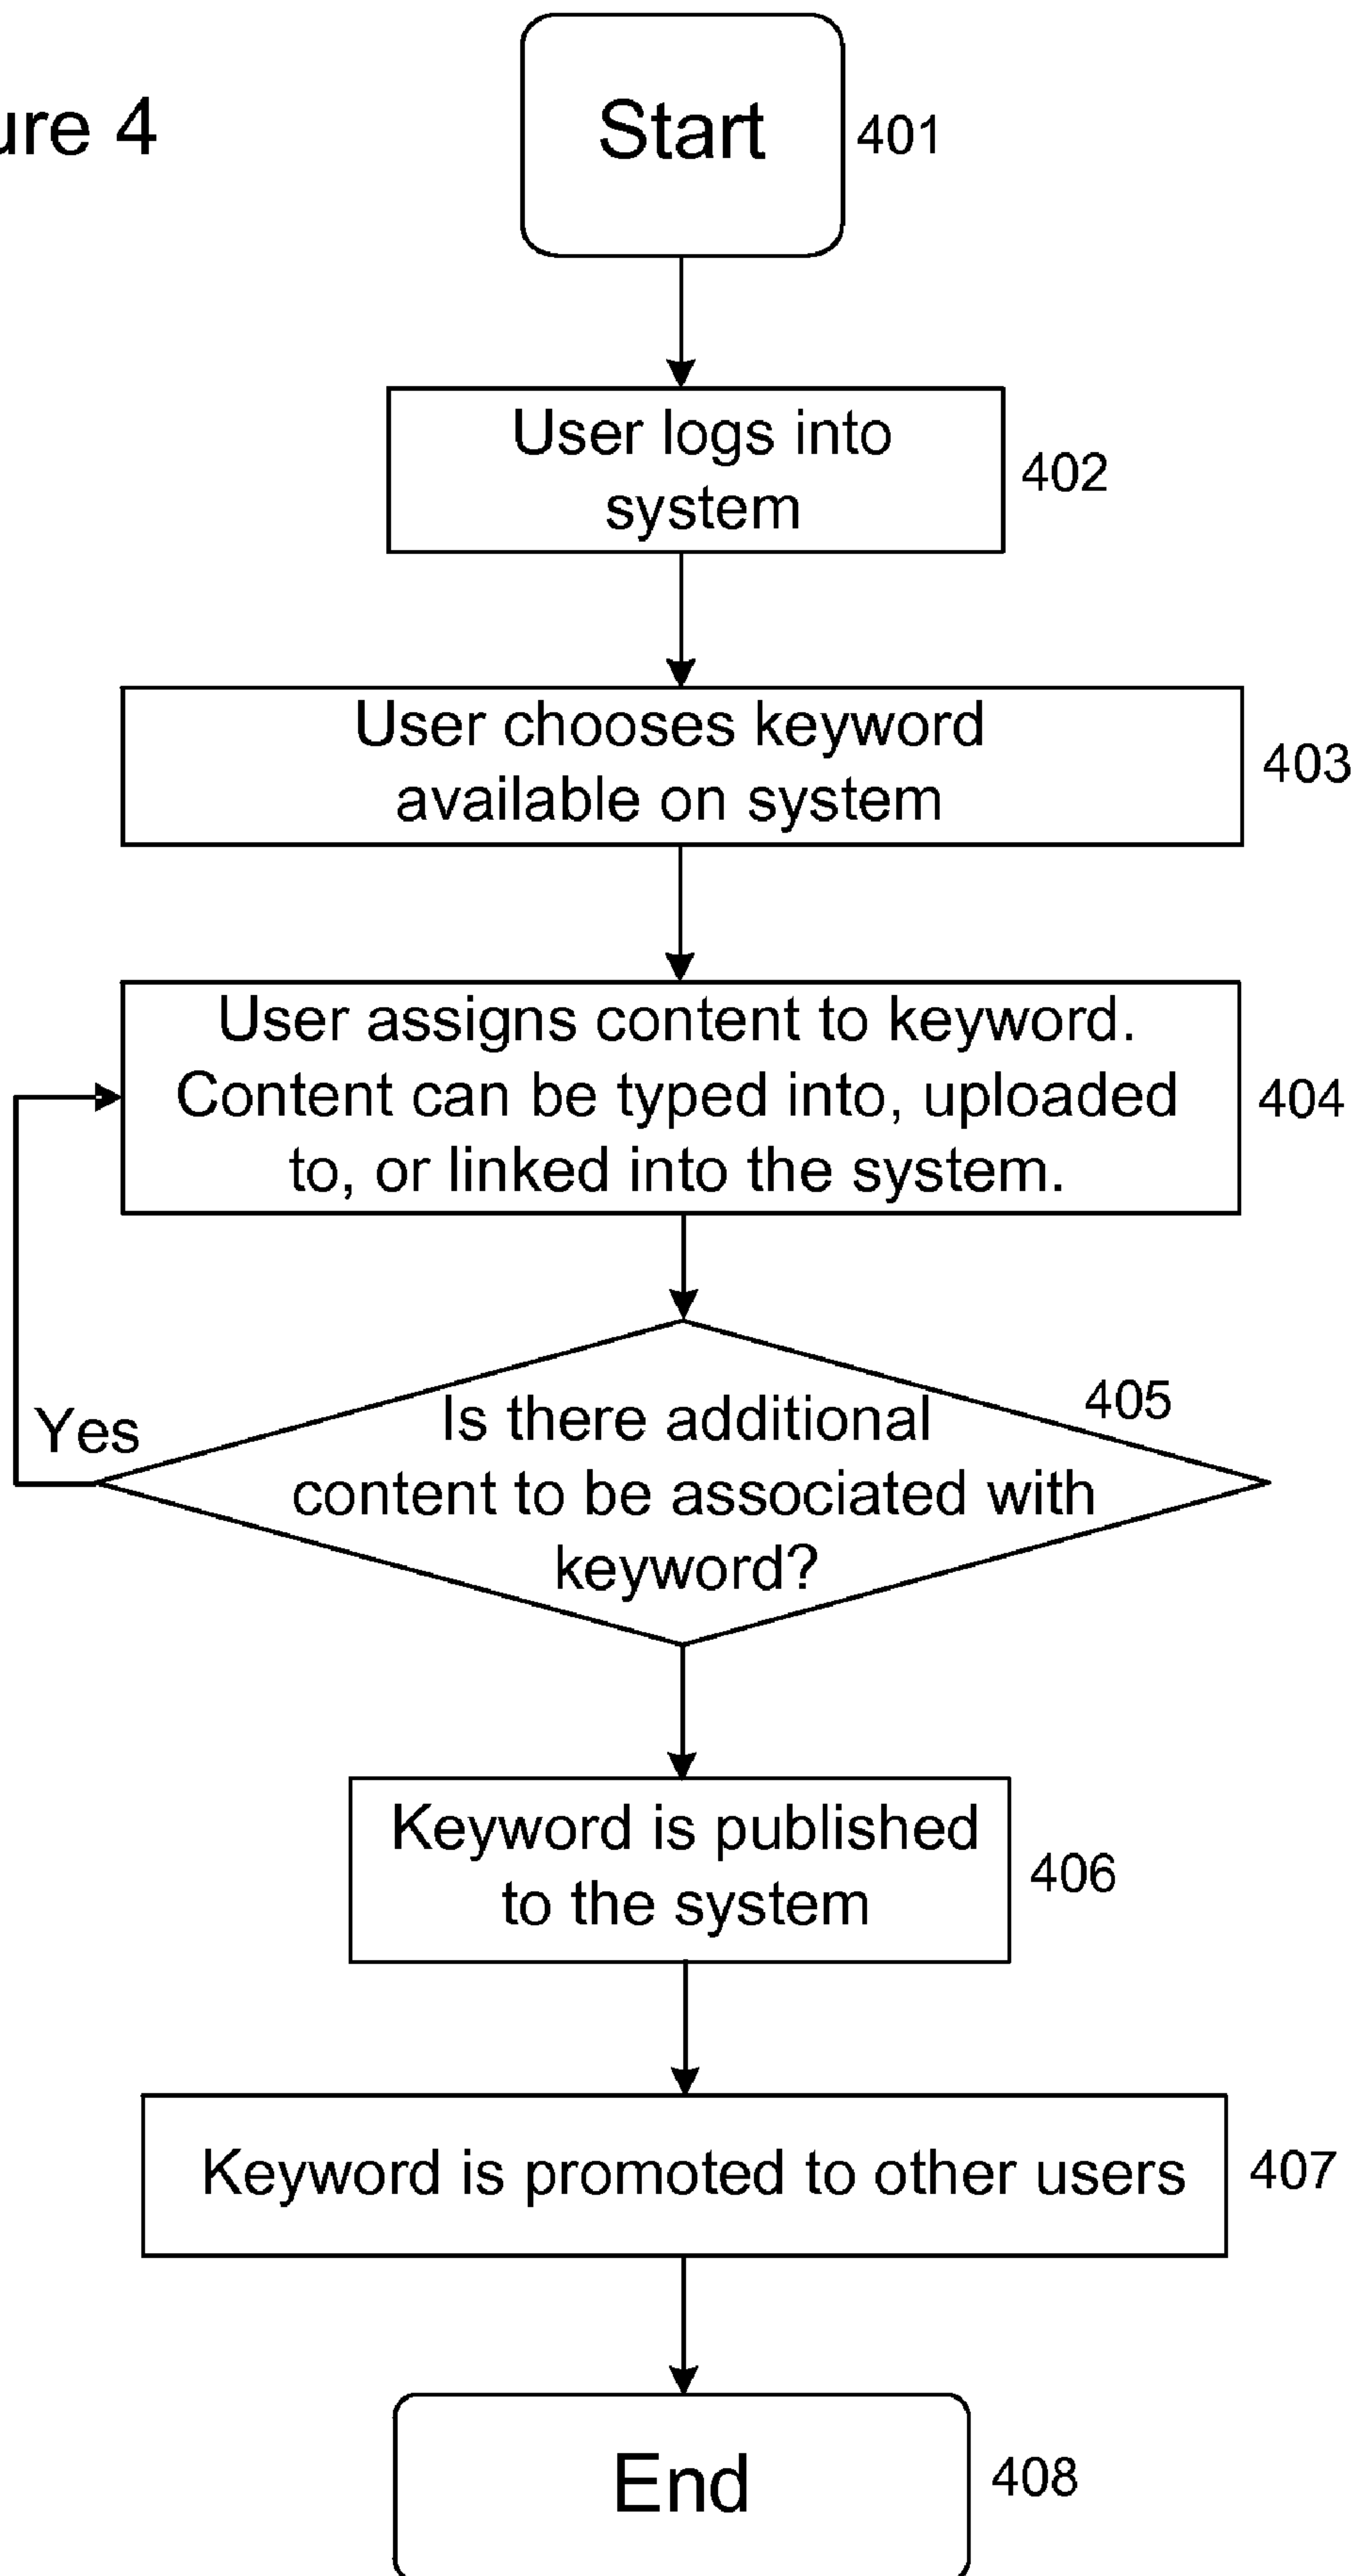 ure 4
Start
401
User logs into
system
402
User chooses keyword
available on system
403
User assigns content to keyword.
Content can be typed into, uploaded
to, or linked into the system.
404
405
Yes
Is there additional
content to be associated with
keyword?
Keyword is published
to the system
406
Keyword is promoted to other users
407
End
408